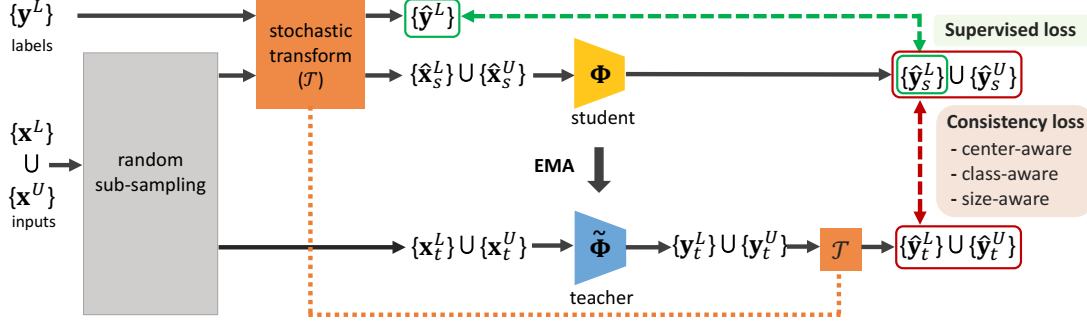 {y^L}
labels
stochastic
transform
(𝒯)
{ŷ^L}
Supervised loss
{x̂_s^L} ∪ {x̂_s^U}
Φ
student
{ŷ_s^L} ∪ {ŷ_s^U}
{x^L}
∪
{x^U}
inputs
random
sub-sampling
EMA
Consistency loss
- center-aware
- class-aware
- size-aware
{x_t^L} ∪ {x_t^U}
Φ̃
teacher
{y_t^L} ∪ {y_t^U}
𝒯
{ŷ_t^L} ∪ {ŷ_t^U}